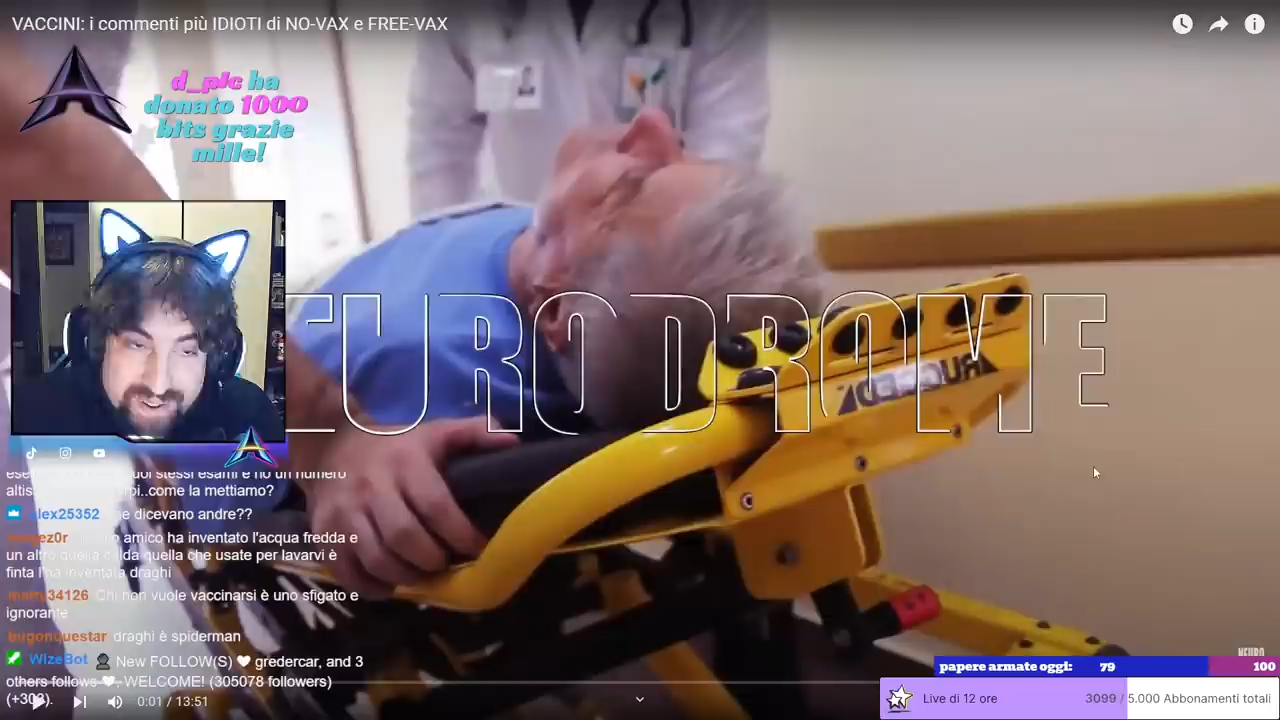 VACCINI: i commenti più IDIOTI di NO-VAX e FREE-VAX
d_plc ha
donato 1000
bits grazie
mille!
EURODROME
stessi esami e ho un numero
come la mettiamo?
alex25352 dicevano andre??
amico ha inventato l'acqua fredda e
un altro quella calda quella che usate per lavarvi è
finta l'ha inventata draghi
34126 Chi non vuole vaccinarsi è uno sfigato e
ignorante
bugonquestar draghi è spiderman
WizeBot New FOLLOW(S) gredercar, and 3
others follows , WELCOME! (305078 followers)
(+303).
NEURO
papere armate oggi: 79 100
Live di 12 ore 3099 / 5.000 Abbonamenti totali
0:01 / 13:51